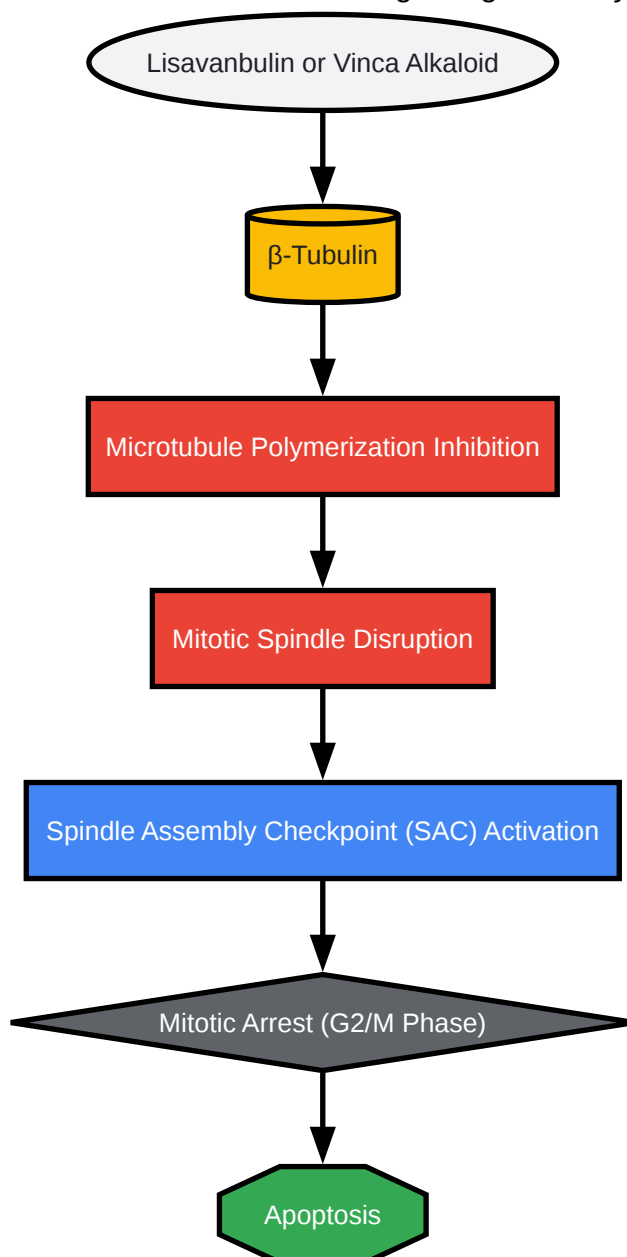 Lisavanbulin or Vinca Alkaloid
β-Tubulin
Microtubule Polymerization Inhibition
Mitotic Spindle Disruption
Spindle Assembly Checkpoint (SAC) Activation
Mitotic Arrest (G2/M Phase)
Apoptosis